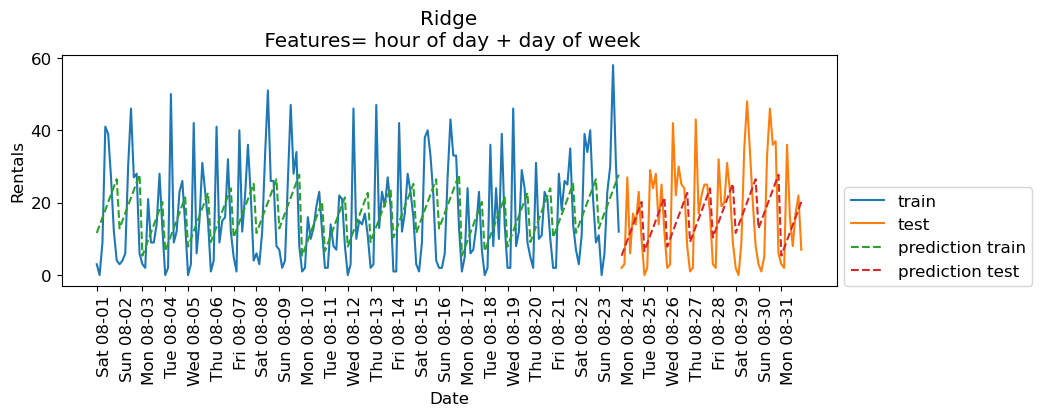 Ridge
Features= hour of day + day of week
Rentals
60
40
20
0
Sat 08-01
Sun 08-02
Mon 08-03
Tue 08-04
Wed 08-05
Thu 08-06
Fri 08-07
Sat 08-08
Sun 08-09
Mon 08-10
Tue 08-11
Wed 08-12
Thu 08-13
Fri 08-14
Sat 08-15
Sun 08-16
Mon 08-17
Tue 08-18
Wed 08-19
Thu 08-20
Fri 08-21
Sat 08-22
Sun 08-23
Mon 08-24
Tue 08-25
Wed 08-26
Thu 08-27
Fri 08-28
Sat 08-29
Sun 08-30
Mon 08-31
Date
train
test
prediction train
prediction test